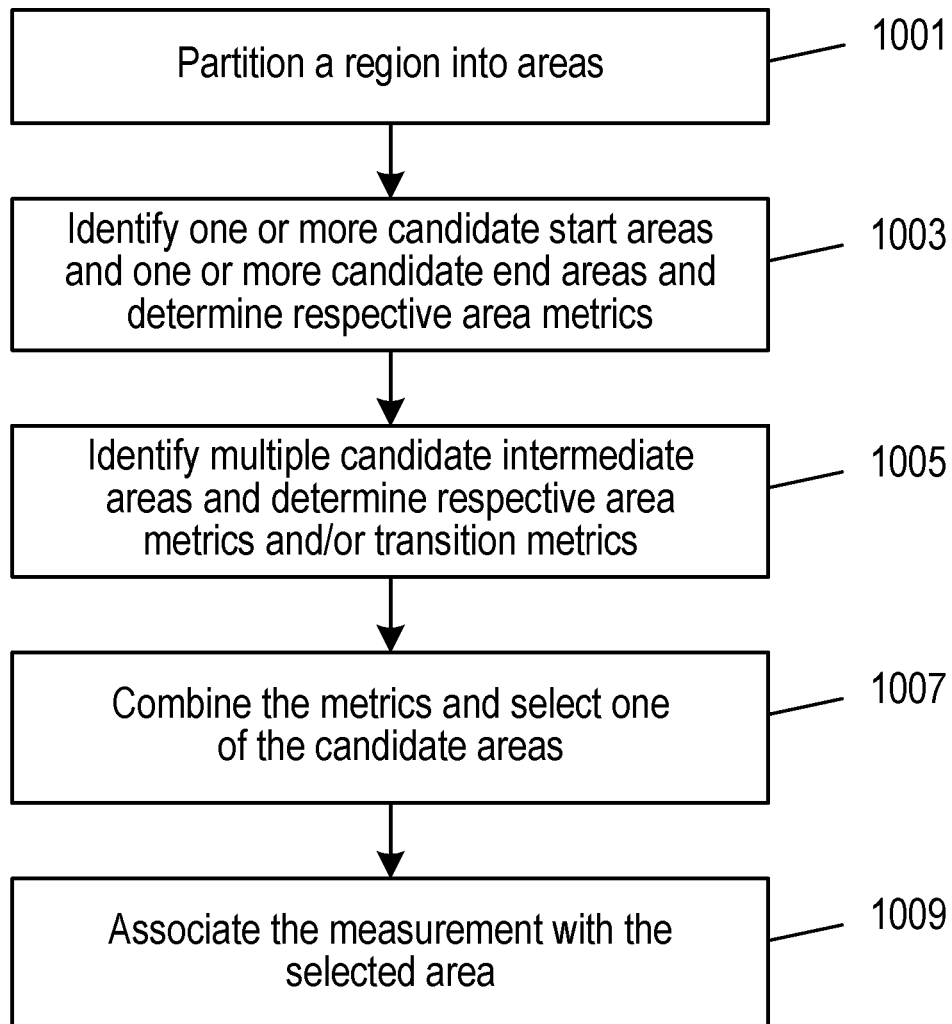 Partition a region into areas
1001
Identify one or more candidate start areas
and one or more candidate end areas and
determine respective area metrics
1003
Identify multiple candidate intermediate
areas and determine respective area
metrics and/or transition metrics
1005
Combine the metrics and select one
of the candidate areas
1007
Associate the measurement with the
selected area
1009